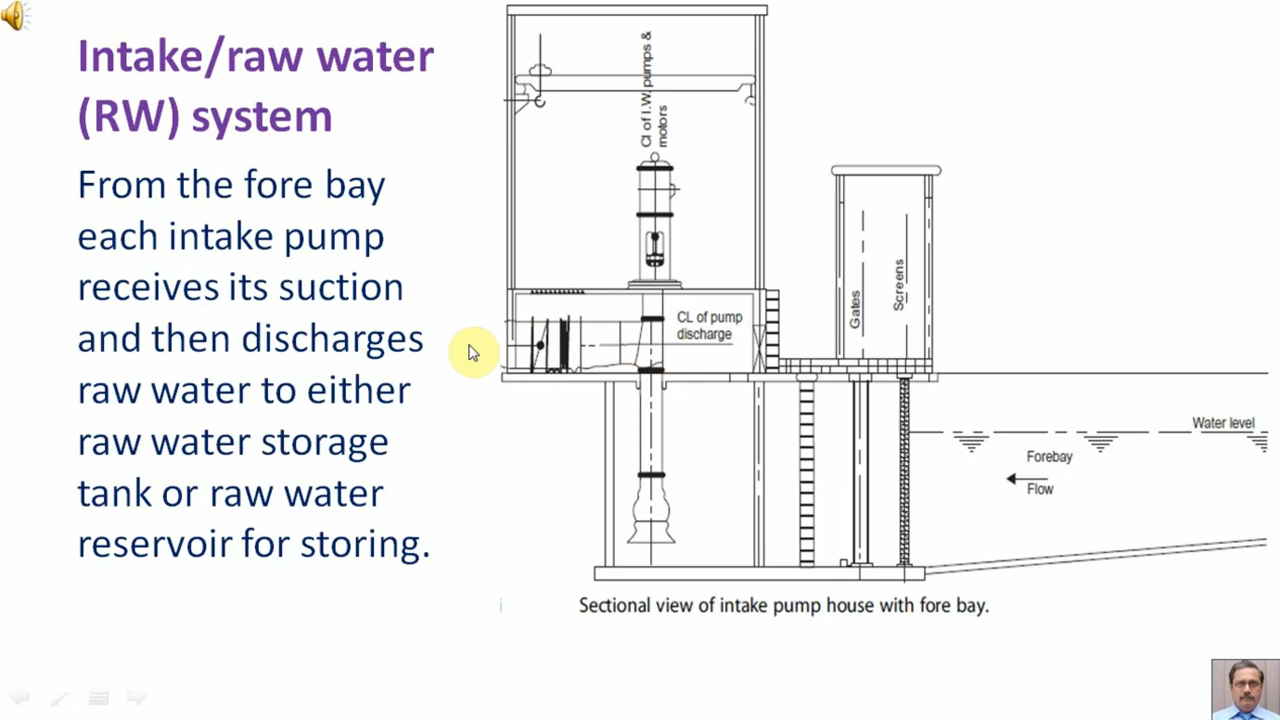 Intake/raw water
(RW) system
From the fore bay
each intake pump
receives its suction
and then discharges
raw water to either
raw water storage
tank or raw water
reservoir for storing.
Cl of I.W. pumps &
motors
CL of pump
discharge
Gates
Screens
Water level
Forebay
Flow
Sectional view of intake pump house with fore bay.